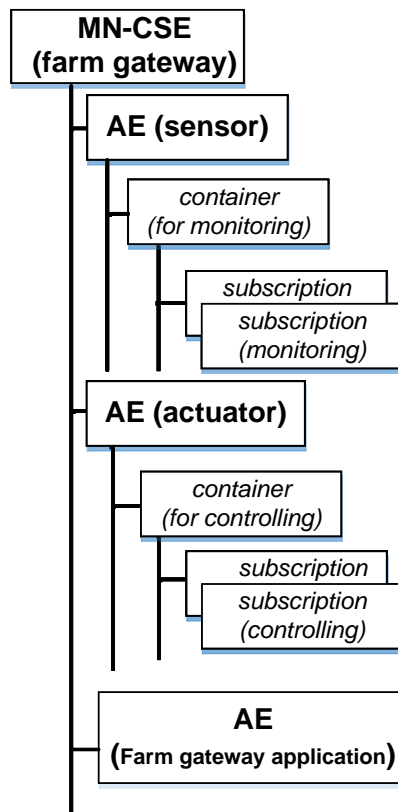 MN-CSE
(farm gateway)
AE (sensor)
container
(for monitoring)
subscription
subscription
(monitoring)
AE (actuator)
container
(for controlling)
subscription
subscription
(controlling)
AE
(Farm gateway application)